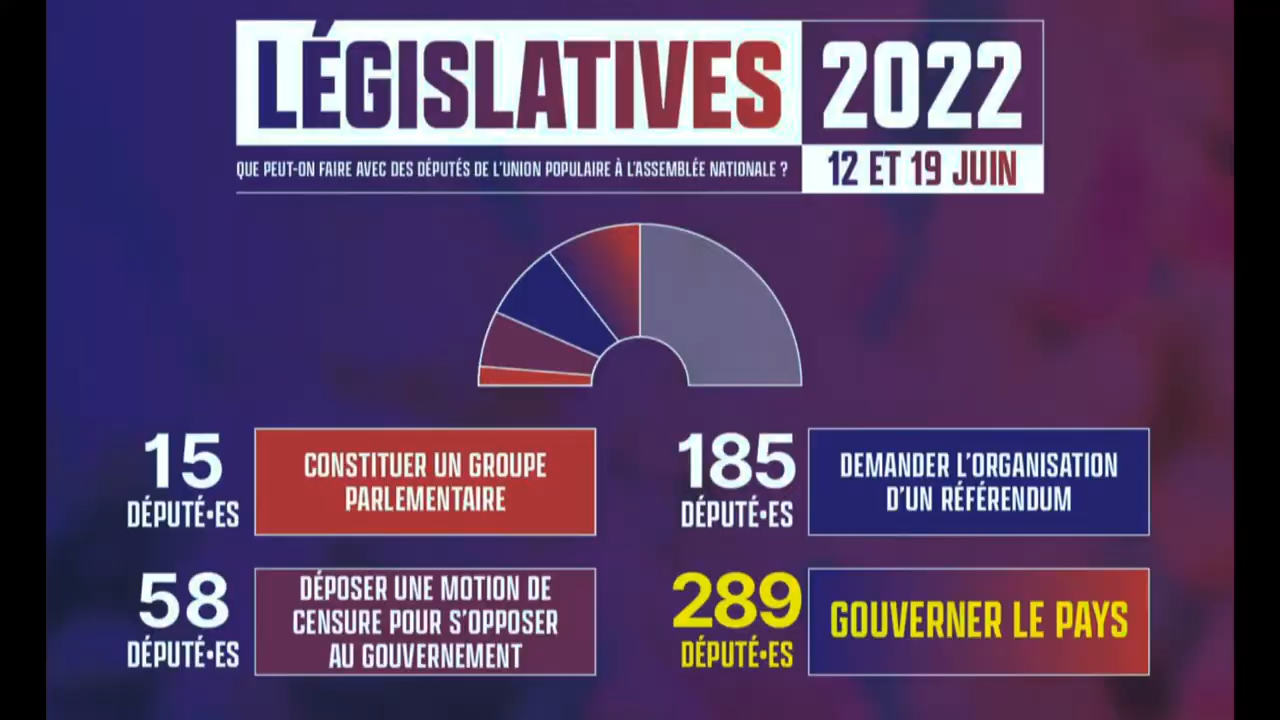 LÉGISLATIVES
2022
QUE PEUT-ON FAIRE AVEC DES DÉPUTÉS DE L'UNION POPULAIRE À L'ASSEMBLÉE NATIONALE ?
12 ET 19 JUIN
15
DÉPUTÉ•ES
CONSTITUER UN GROUPE
PARLEMENTAIRE
185
DÉPUTÉ•ES
DEMANDER L'ORGANISATION
D'UN RÉFÉRENDUM
58
DÉPUTÉ•ES
DÉPOSER UNE MOTION DE
CENSURE POUR S'OPPOSER
AU GOUVERNEMENT
289
DÉPUTÉ•ES
GOUVERNER LE PAYS